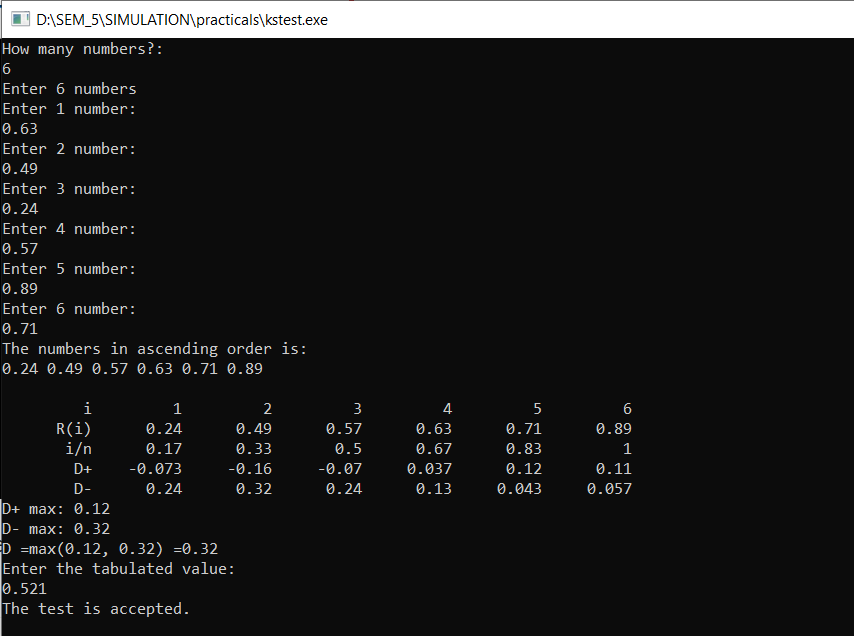 D:\SEM_5\SIMULATION\practicals\kstest.exe
How many numbers?:
6
Enter 6 numbers
Enter 1 number:
0.63
Enter 2 number:
0.49
Enter 3 number:
0.24
Enter 4 number:
0.57
Enter 5 number:
0.89
Enter 6 number:
0.71
The numbers in ascending order is:
0.24 0.49 0.57 0.63 0.71 0.89
i 1 2 3 4 5 6
R(i) 0.24 0.49 0.57 0.63 0.71 0.89
i/n 0.17 0.33 0.5 0.67 0.83 1
D+ -0.073 -0.16 -0.07 0.037 0.12 0.11
D- 0.24 0.32 0.24 0.13 0.043 0.057
D+ max: 0.12
D- max: 0.32
D =max(0.12, 0.32) =0.32
Enter the tabulated value:
0.521
The test is accepted.